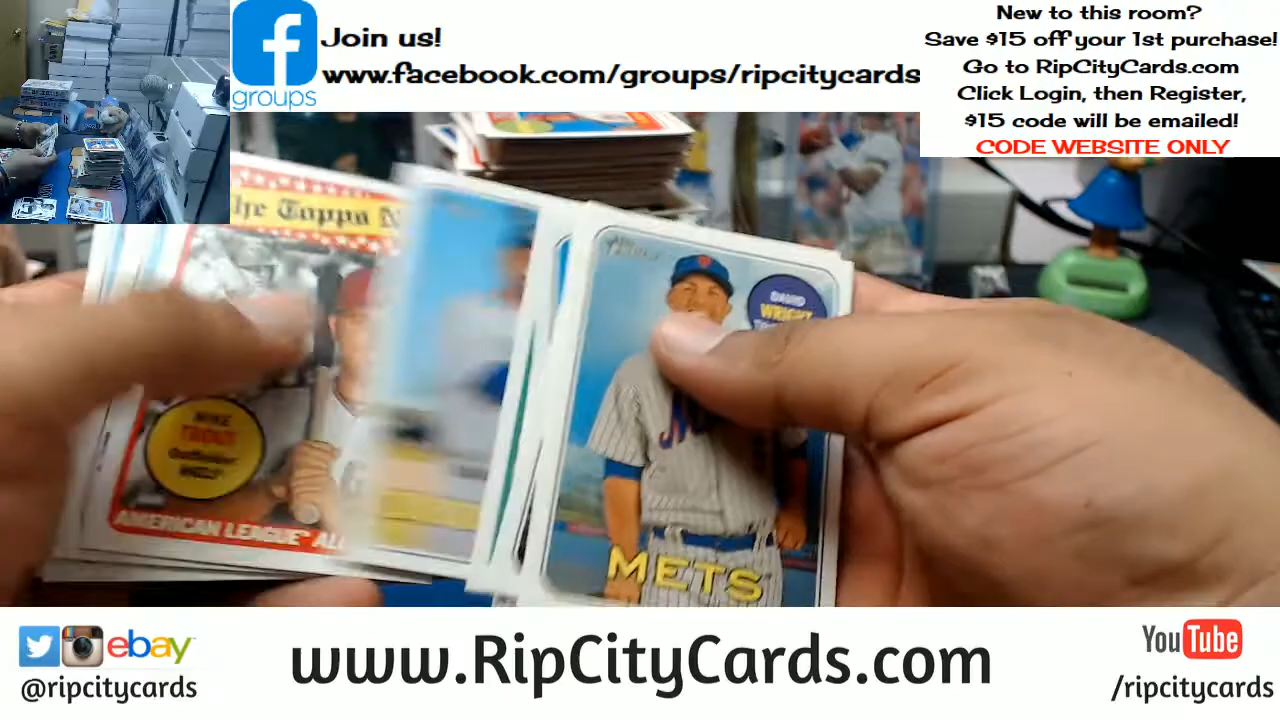 groups
Join us!
www.facebook.com/groups/ripcitycards
New to this room?
Save $15 off your 1st purchase!
Go to RipCityCards.com
Click Login, then Register,
$15 code will be emailed!
CODE WEBSITE ONLY
The Topps N
MIKE
TROUT
Outfielder
AMERICAN LEAGUE AL
DAVID
WRIGHT
METS
ebay
@ripcitycards
www.RipCityCards.com
YouTube
/ripcitycards